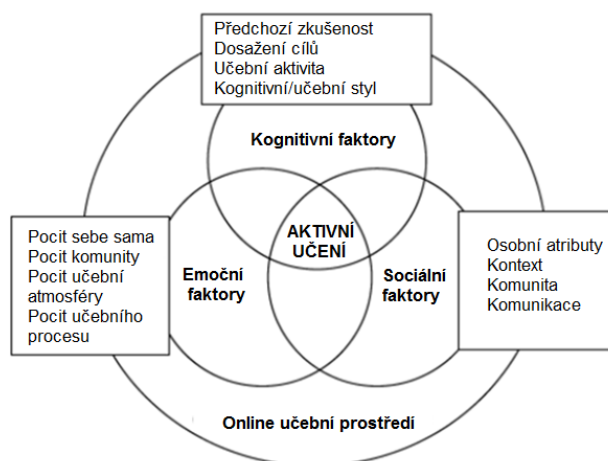 Předchozí zkušenost
Dosažení cílů
Učební aktivita
Kognitivní/učební styl
Kognitivní faktory
AKTIVNÍ
UČENÍ
Pocit sebe sama
Pocit komunity
Pocit učební
atmosféry
Pocit učebního
procesu
Emoční
faktory
Sociální
faktory
Osobní atributy
Kontext
Komunita
Komunikace
Online učební prostředí